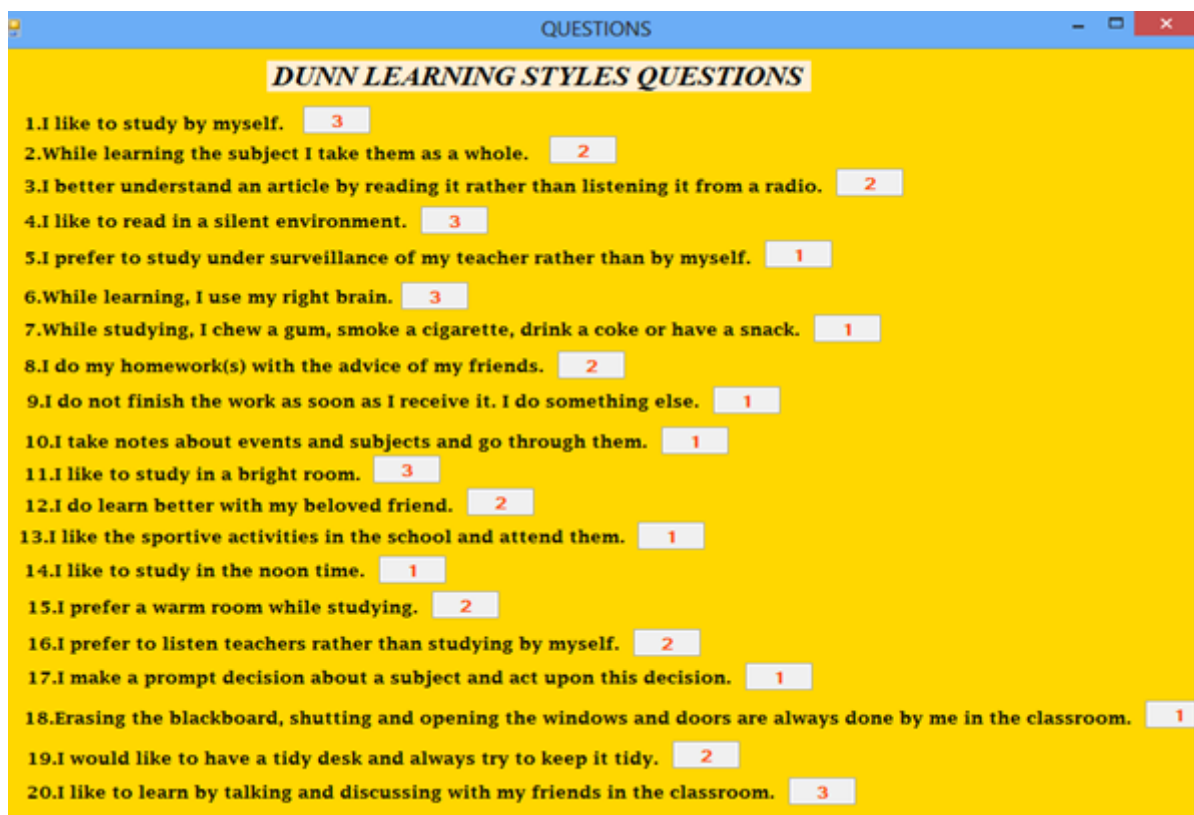 QUESTIONS
DUNN LEARNING STYLES QUESTIONS
1.I like to study by myself. 3
2.While learning the subject I take them as a whole. 2
3.I better understand an article by reading it rather than listening it from a radio. 2
4.I like to read in a silent environment. 3
5.I prefer to study under surveillance of my teacher rather than by myself. 1
6.While learning, I use my right brain. 3
7.While studying, I chew a gum, smoke a cigarette, drink a coke or have a snack. 1
8.I do my homework(s) with the advice of my friends. 2
9.I do not finish the work as soon as I receive it. I do something else. 1
10.I take notes about events and subjects and go through them. 1
11.I like to study in a bright room. 3
12.I do learn better with my beloved friend. 2
13.I like the sportive activities in the school and attend them. 1
14.I like to study in the noon time. 1
15.I prefer a warm room while studying. 2
16.I prefer to listen teachers rather than studying by myself. 2
17.I make a prompt decision about a subject and act upon this decision. 1
18.Erasing the blackboard, shutting and opening the windows and doors are always done by me in the classroom. 1
19.I would like to have a tidy desk and always try to keep it tidy. 2
20.I like to learn by talking and discussing with my friends in the classroom. 3